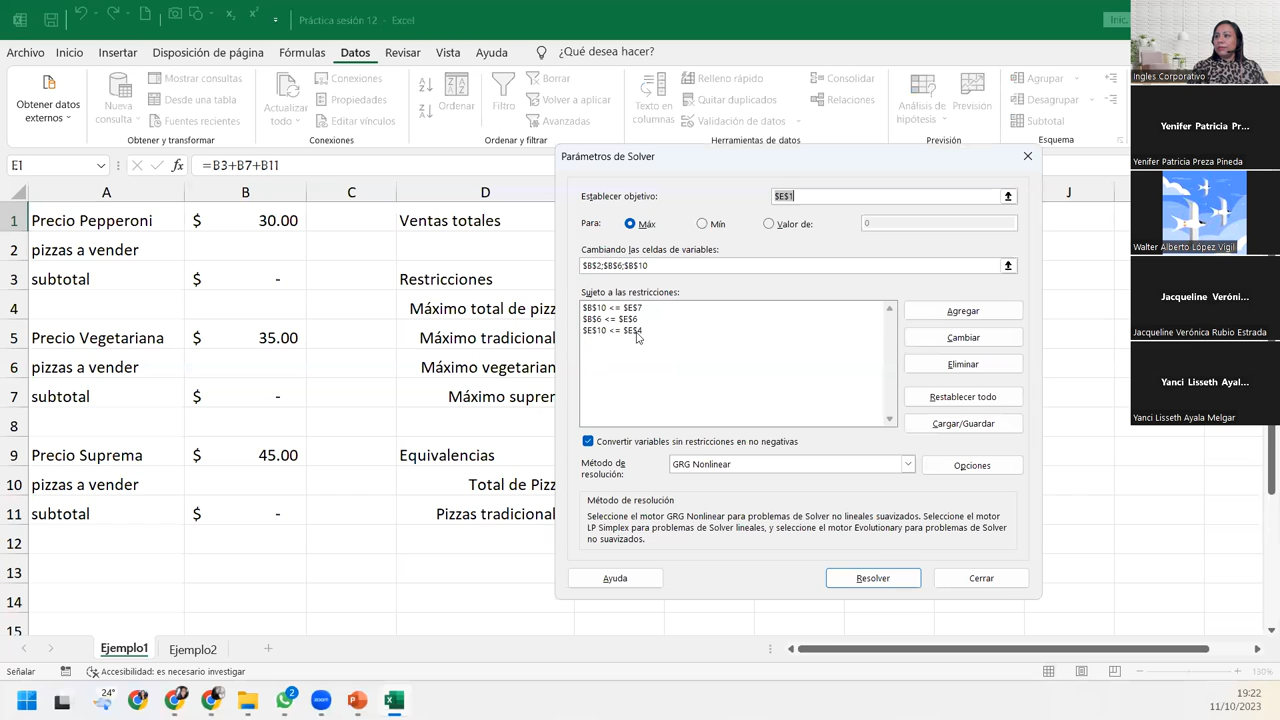 Práctica sesión 12 - Excel
Inic
Archivo Inicio Insertar Disposición de página Fórmulas Datos Revisar Vista Ayuda ¿Qué desea hacer?
Obtener datos externos
Nueva consulta
Mostrar consultas
Desde una tabla
Fuentes recientes
Obtener y transformar
Actualizar todo
Conexiones
Propiedades
Editar vínculos
Conexiones
Ordenar
Filtro
Borrar
Volver a aplicar
Avanzadas
Ordenar y filtrar
Texto en columnas
Relleno rápido
Quitar duplicados
Validación de datos
Consolidar
Relaciones
Herramientas de datos
Análisis de hipótesis
Previsión
Previsión
Agrupar
Desagrupar
Subtotal
Esquema
E1 fx =B3+B7+B11
A B C D J
1 Precio Pepperoni $ 30.00 Ventas totales
2 pizzas a vender
3 subtotal $ - Restricciones
4 Máximo total de pizz
5 Precio Vegetariana $ 35.00 Máximo tradicional
6 pizzas a vender Máximo vegetarian
7 subtotal $ - Máximo suprem
8
9 Precio Suprema $ 45.00 Equivalencias
10 pizzas a vender Total de Pizz
11 subtotal $ - Pizzas tradicional
12
13
14
15
Parámetros de Solver
Establecer objetivo: $E$1
Para: Máx Mín Valor de: 0
Cambiando las celdas de variables:
$B$2;$B$6;$B$10
Sujeto a las restricciones:
$B$10 <= $E$7
$B$6 <= $E$6
$E$10 <= $E$4
Agregar
Cambiar
Eliminar
Restablecer todo
Cargar/Guardar
Convertir variables sin restricciones en no negativas
Método de resolución: GRG Nonlinear Opciones
Método de resolución
Seleccione el motor GRG Nonlinear para problemas de Solver no lineales suavizados. Seleccione el motor
LP Simplex para problemas de Solver lineales, y seleccione el motor Evolutionary para problemas de Solver
no suavizados.
Ayuda Resolver Cerrar
Ingles Corporativo
Yenifer Patricia Pr...
Yenifer Patricia Preza Pineda
Walter Alberto López Vigil
Jacqueline Veróni...
Jacqueline Verónica Rubio Estrada
Yanci Lisseth Ayal...
Yanci Lisseth Ayala Melgar
Ejemplo1 Ejemplo2
Señalar Accesibilidad: es necesario investigar 130%
24° 2 zoom
19:22
11/10/2023